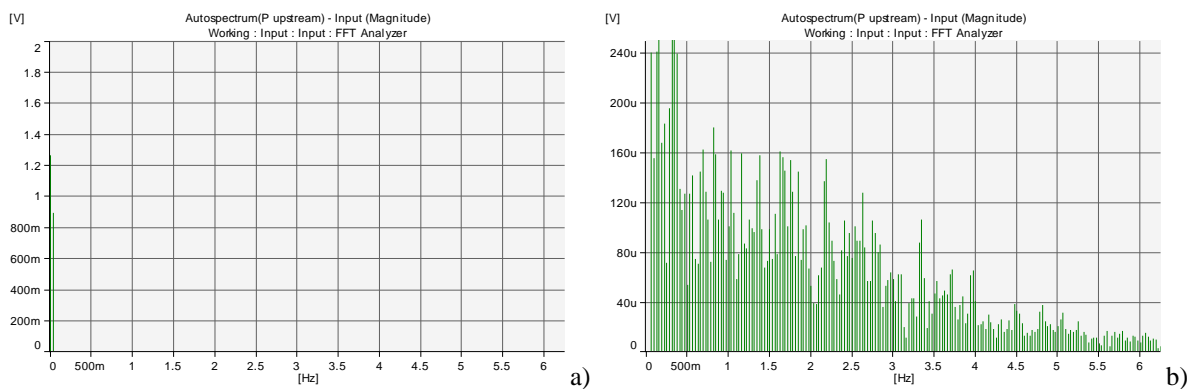 [V]
Autospectrum(P upstream) - Input (Magnitude)
Working : Input : Input : FFT Analyzer
2
1.8
1.6
1.4
1.2
1
800m
600m
400m
200m
0
0 500m 1 1.5 2 2.5 3 3.5 4 4.5 5 5.5 6
[Hz]
a)
[V]
Autospectrum(P upstream) - Input (Magnitude)
Working : Input : Input : FFT Analyzer
240u
200u
160u
120u
80u
40u
0
0 500m 1 1.5 2 2.5 3 3.5 4 4.5 5 5.5 6
[Hz]
b)